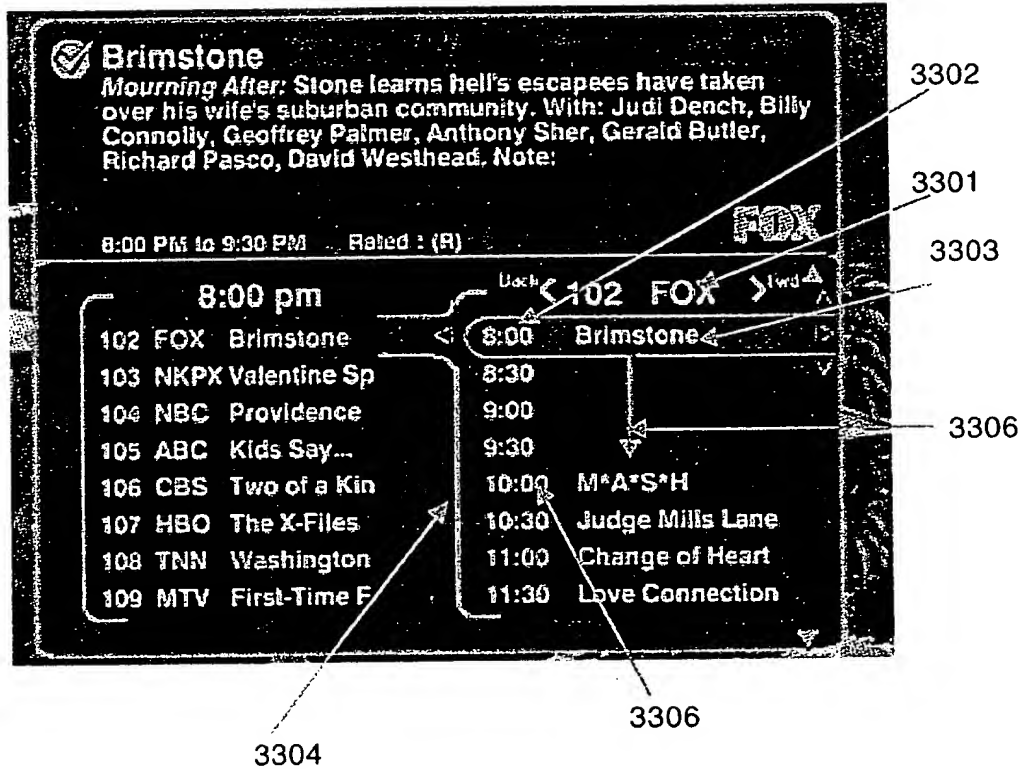 Brimstone
Mourning After: Stone learns hell's escapees have taken
over his wife's suburban community. With: Judi Dench, Billy
Connolly, Geoffrey Palmer, Anthony Sher, Gerald Butler,
Richard Pasco, David Westhead. Note:
FOX
8:00 PM to 9:30 PM Rated : (R)
8:00 pm
102 FOX Brimstone
103 NKPX Valentine Sp
104 NBC Providence
105 ABC Kids Say...
106 CBS Two of a Kin
107 HBO The X-Files
108 TNN Washington
109 MTV First-Time F
Back < 102 FOX > Fwd
8:00 Brimstone
8:30
9:00
9:30
10:00 M*A*S*H
10:30 Judge Mills Lane
11:00 Change of Heart
11:30 Love Connection
3302
3301
3303
3306
3306
3304